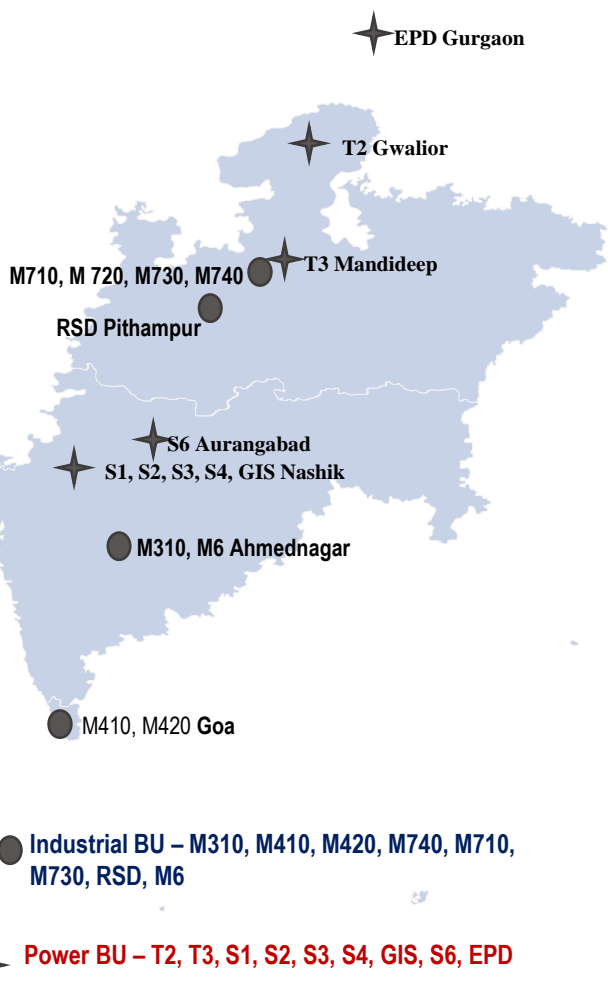 EPD Gurgaon
T2 Gwalior
T3 Mandideep
M710, M 720, M730, M740
RSD Pithampur
S6 Aurangabad
S1, S2, S3, S4, GIS Nashik
M310, M6 Ahmednagar
M410, M420 Goa
Industrial BU – M310, M410, M420, M740, M710,
M730, RSD, M6
Power BU – T2, T3, S1, S2, S3, S4, GIS, S6, EPD